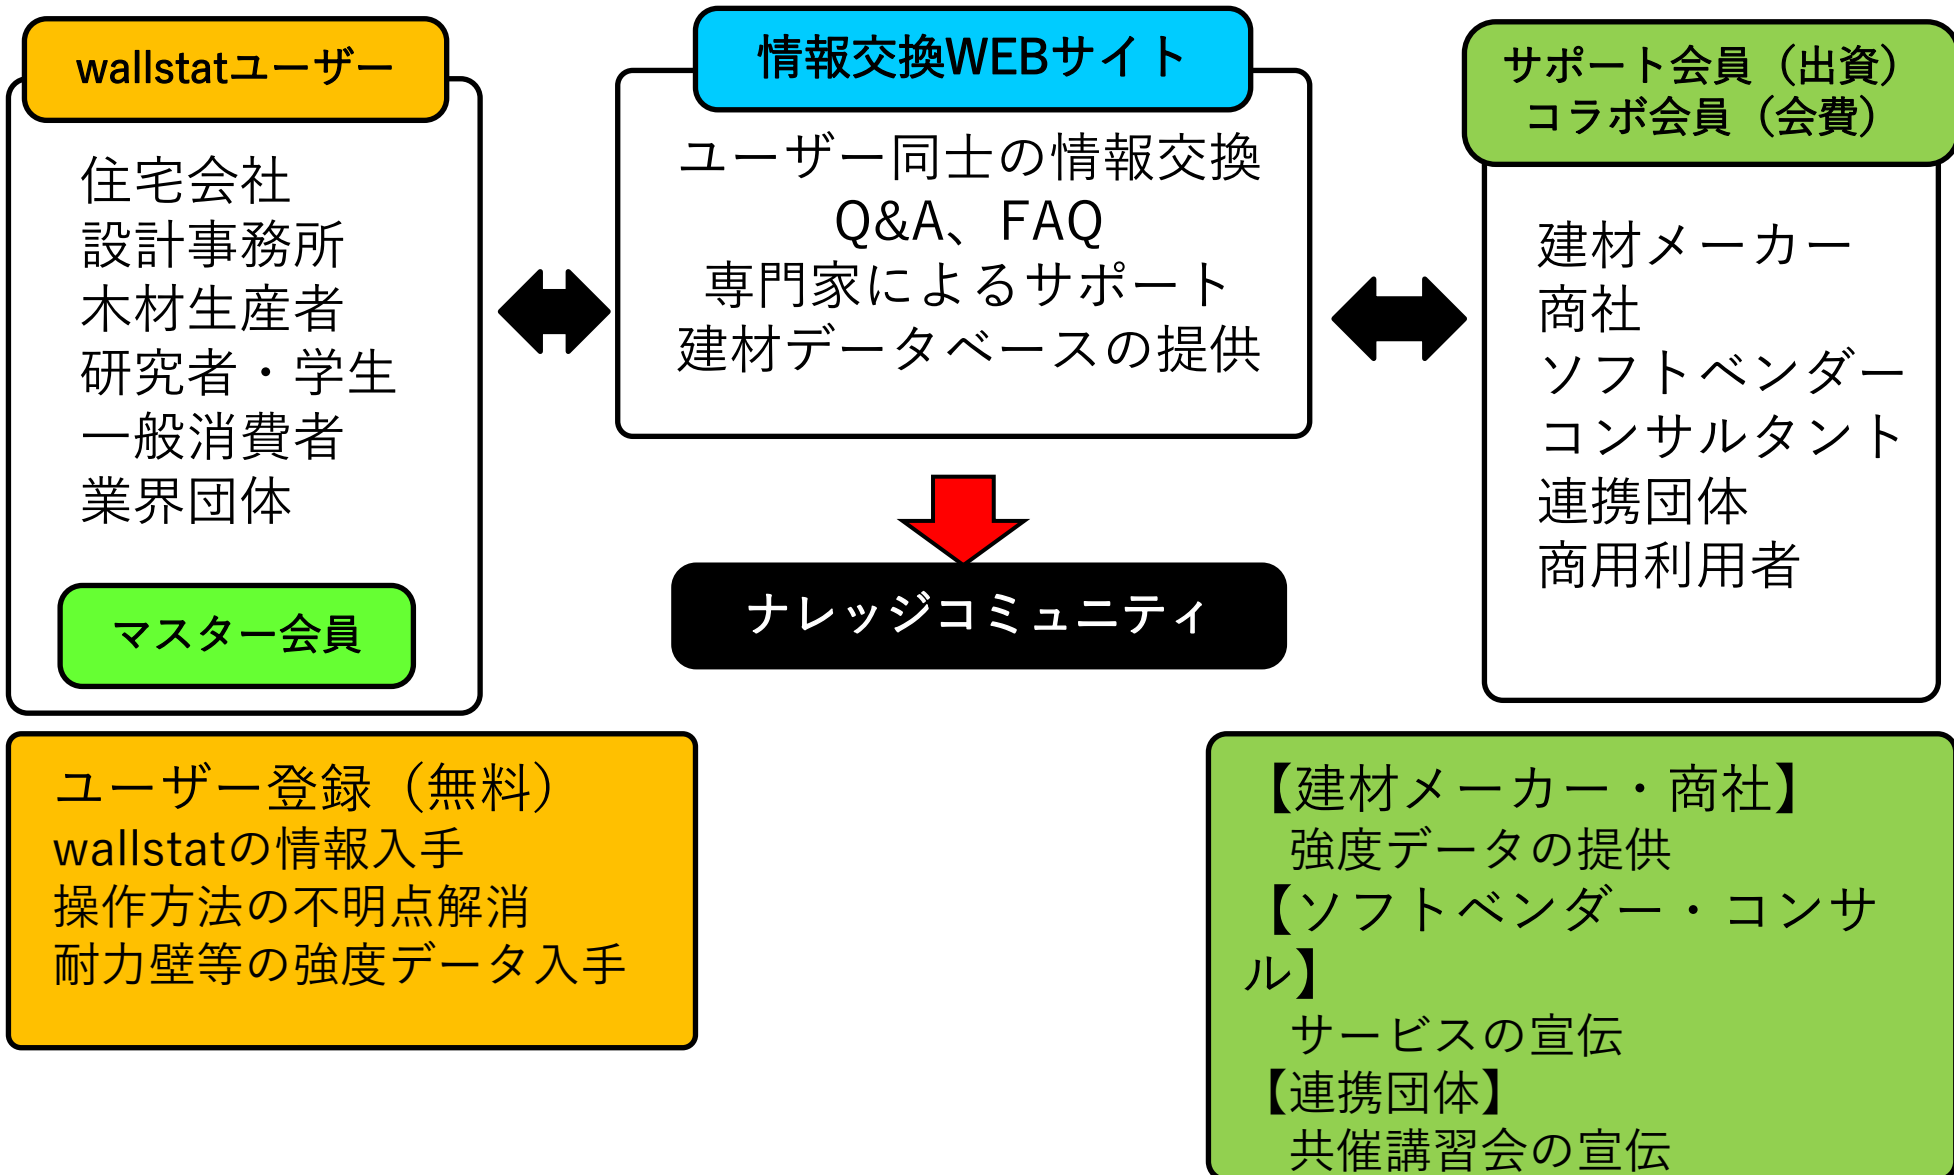 wallstatユーザー
住宅会社
設計事務所
木材生産者
研究者・学生
一般消費者
業界団体
マスター会員
情報交換WEBサイト
ユーザー同士の情報交換
Q&A、FAQ
専門家によるサポート
建材データベースの提供
ナレッジコミュニティ
サポート会員（出資）
コラボ会員（会費）
建材メーカー
商社
ソフトベンダー
コンサルタント
連携団体
商用利用者
ユーザー登録（無料）
wallstatの情報入手
操作方法の不明点解消
耐力壁等の強度データ入手
【建材メーカー・商社】
強度データの提供
【ソフトベンダー・コンサ
ル】
サービスの宣伝
【連携団体】
共催講習会の宣伝